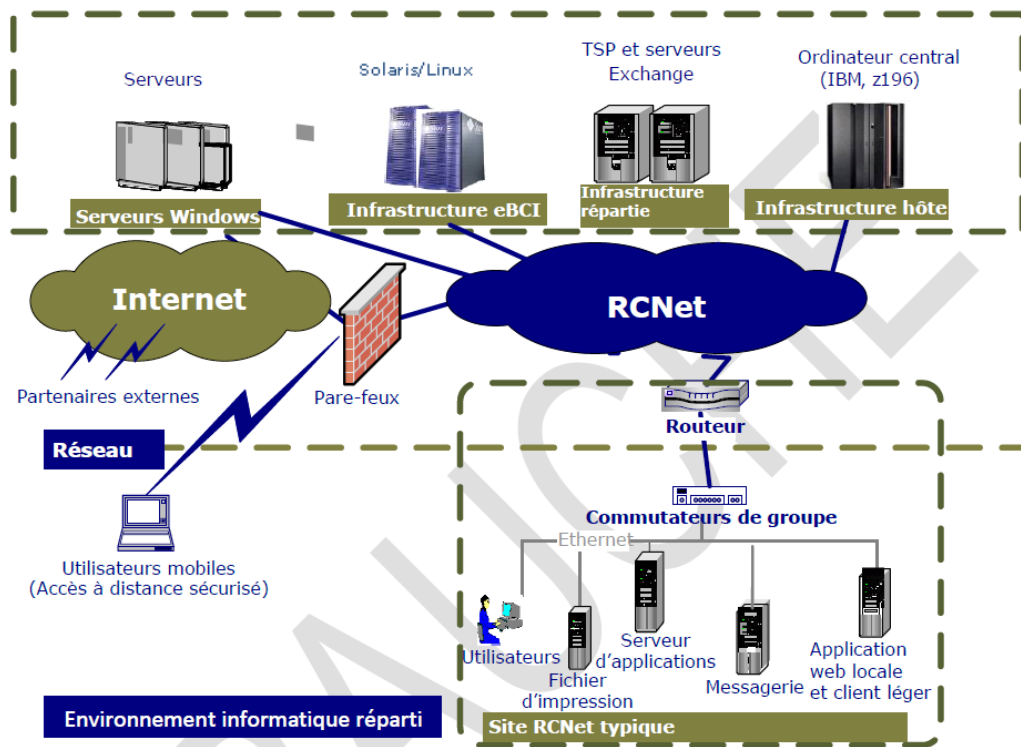 Serveurs
Solaris/Linux
TSP et serveurs
Exchange
Ordinateur central
(IBM, z196)
Serveurs Windows
Infrastructure eBCI
Infrastructure
répartie
Infrastructure hôte
Internet
RCNet
Partenaires externes
Pare-feux
Réseau
Routeur
Utilisateurs mobiles
(Accès à distance sécurisé)
Commutateurs de groupe
Ethernet
Utilisateurs
Fichier
d'impression
Serveur
d'applications
Messagerie
Application
web locale
et client léger
Environnement informatique réparti
Site RCNet typique